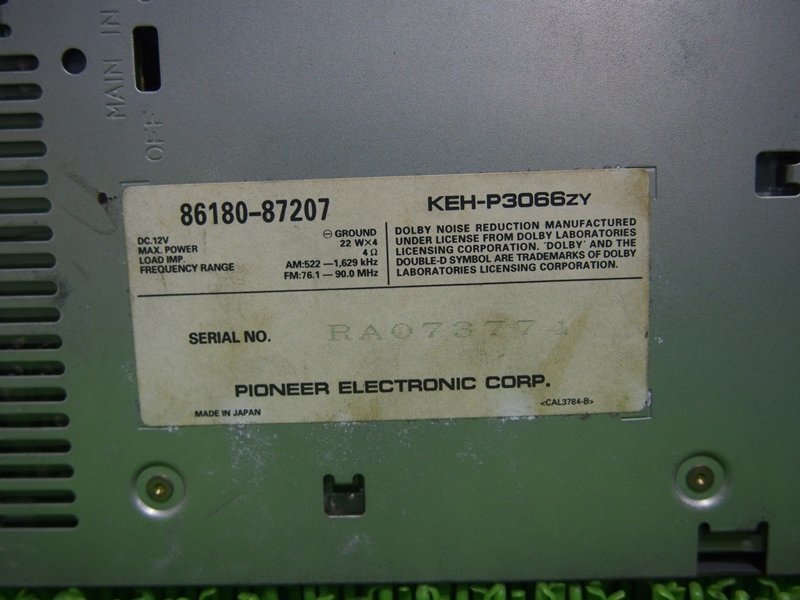 MAIN IN
OFF
86180-87207
DC.12V ⊖ GROUND
MAX. POWER 22 W×4
LOAD IMP. 4 Ω
FREQUENCY RANGE AM:522 —1,629 kHz
FM:76.1 — 90.0 MHz
KEH-P3066ZY
DOLBY NOISE REDUCTION MANUFACTURED
UNDER LICENSE FROM DOLBY LABORATORIES
LICENSING CORPORATION. 'DOLBY' AND THE
DOUBLE-D SYMBOL ARE TRADEMARKS OF DOLBY
LABORATORIES LICENSING CORPORATION.
SERIAL NO. RA073774
PIONEER ELECTRONIC CORP.
MADE IN JAPAN <CAL3784-B>